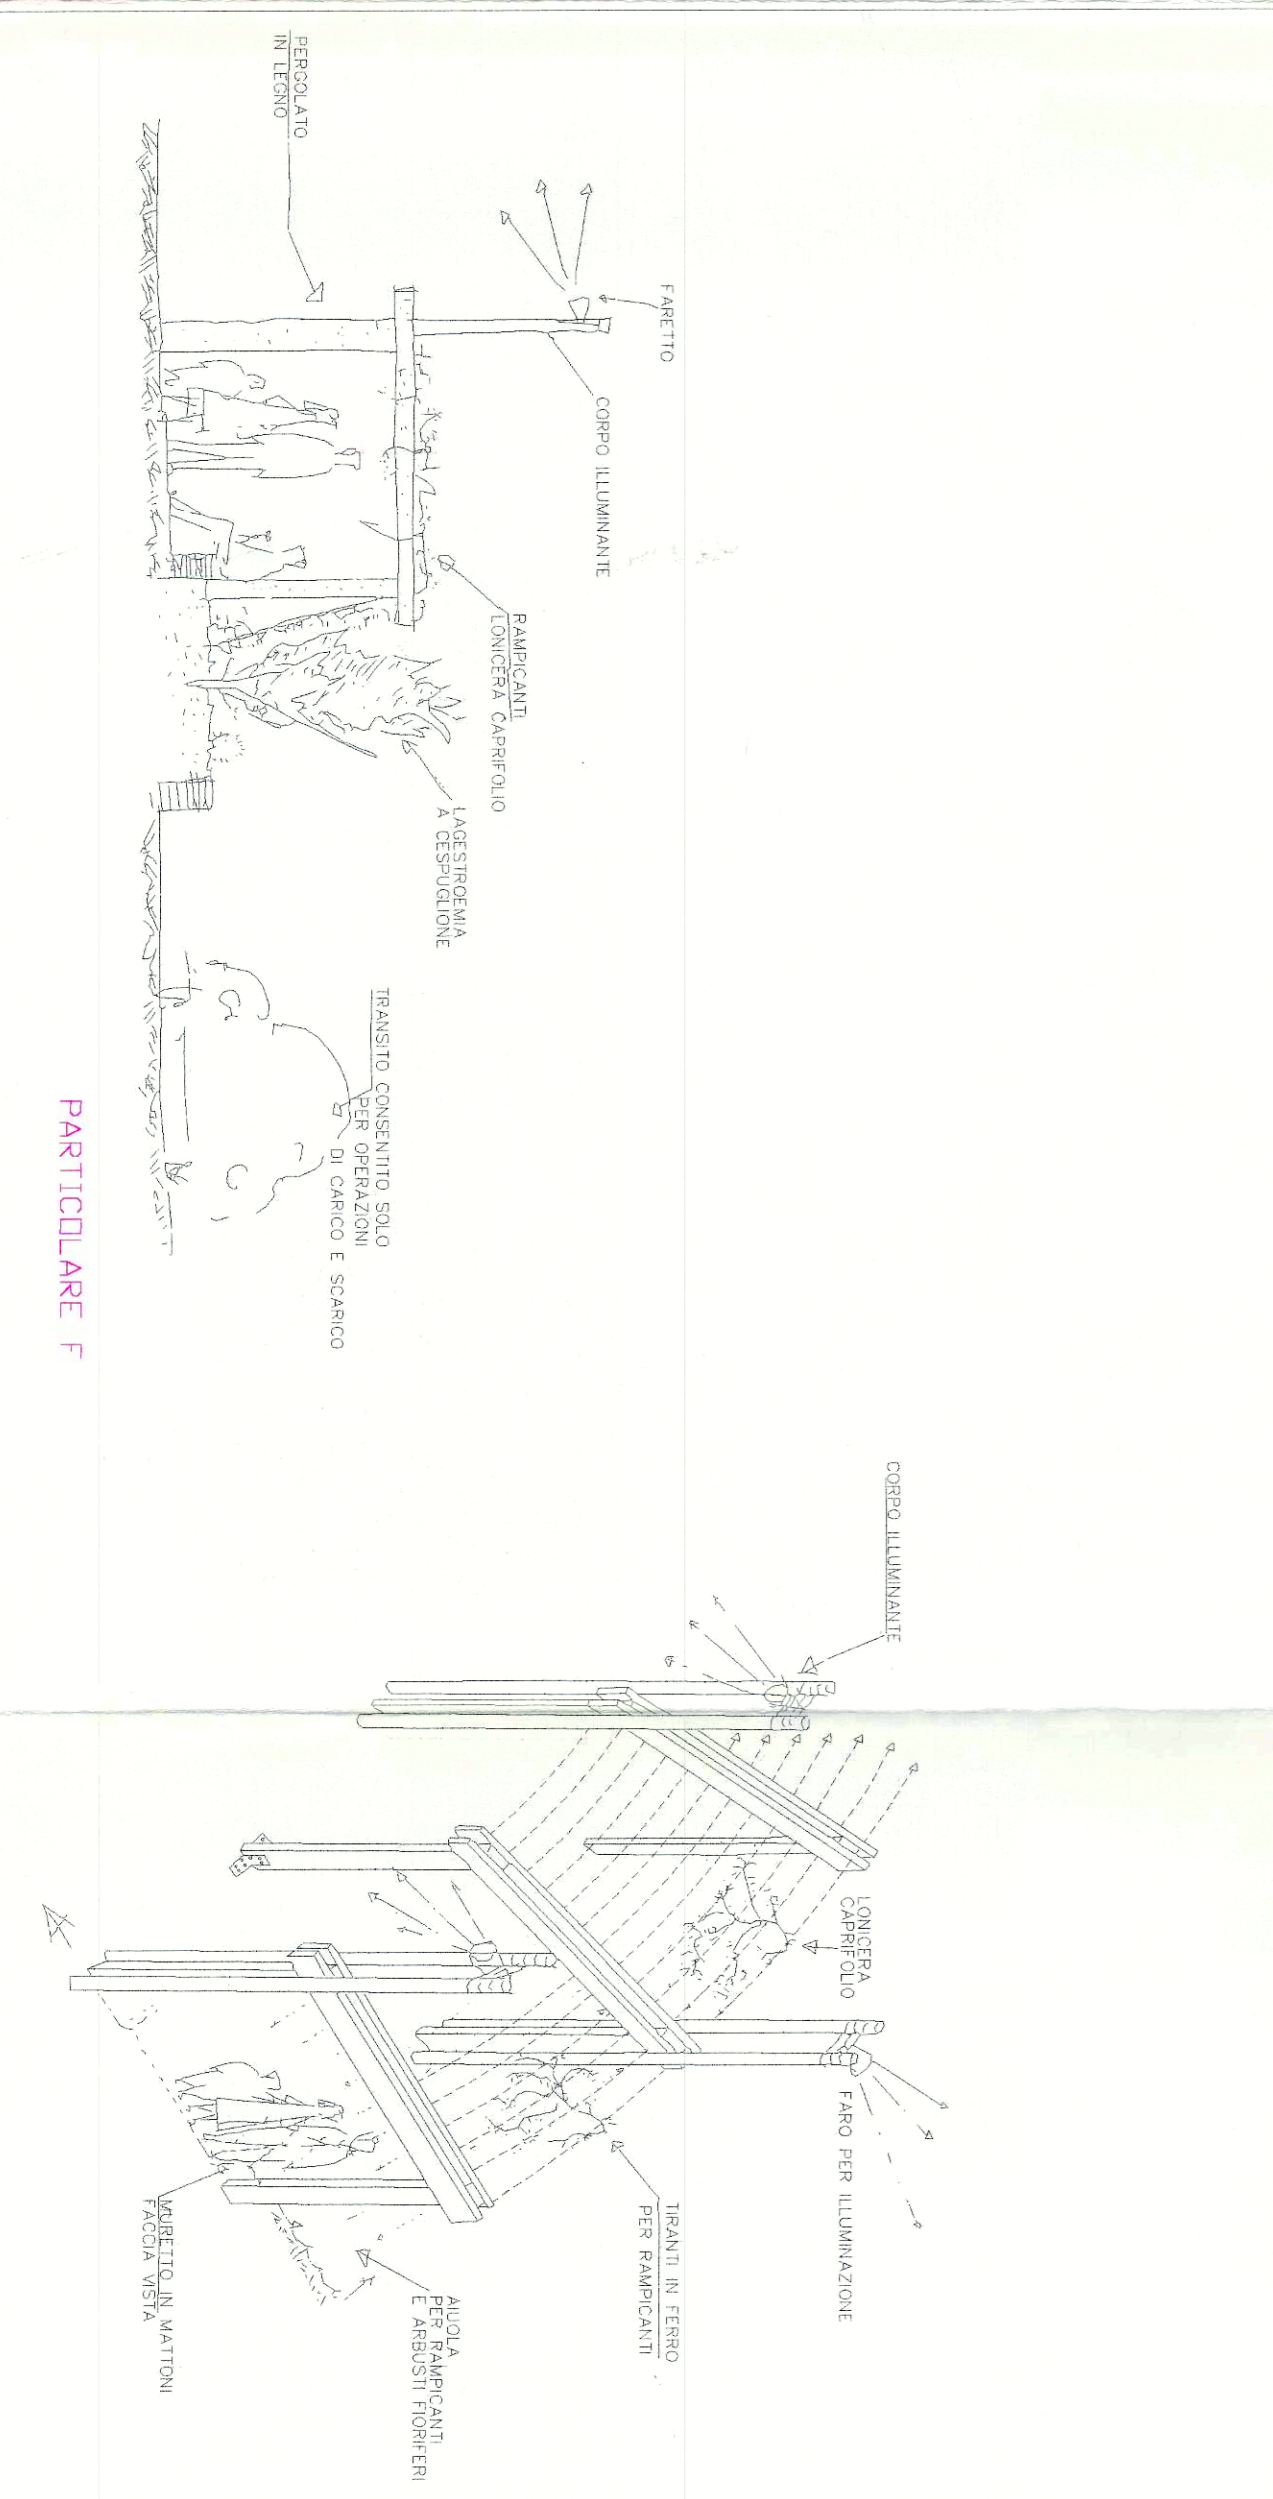 FARETTO
CORPO ILLUMINANTE
RAMPICANTI
LONICERA CAPRIFOLIO
LAGESTROEMIA
A CESPUGLIONE
PERGOLATO
IN LEGNO
TRANSITO CONSENTITO SOLO
PER OPERAZIONI
DI CARICO E SCARICO
PARTICOLARE F
CORPO ILLUMINANTE
LONICERA
CAPRIFOLIO
FARO PER ILLUMINAZIONE
TIRANTI IN FERRO
PER RAMPICANTI
AIUOLA
PER RAMPICANTI
E ARBUSTI FIORIFERI
MURETTO IN MATTONI
FACCIA VISTA